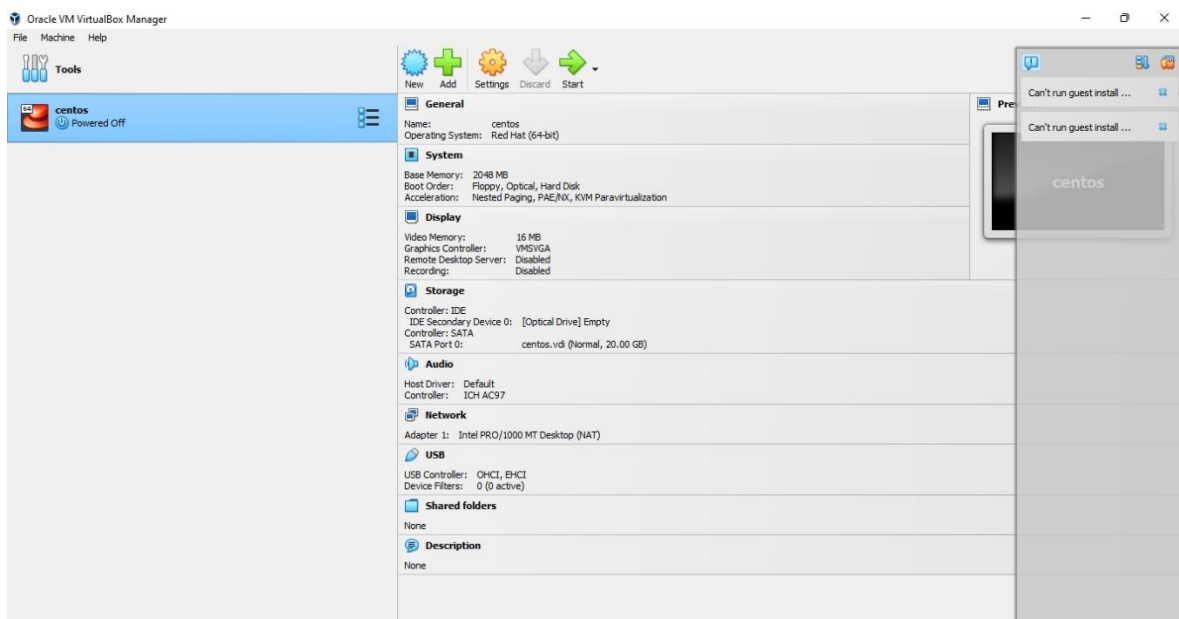 Oracle VM VirtualBox Manager
File Machine Help
Tools
New Add Settings Discard Start
64
centos
Powered Off
General
Name: centos
Operating System: Red Hat (64-bit)
System
Base Memory: 2048 MB
Boot Order: Floppy, Optical, Hard Disk
Acceleration: Nested Paging, PAE/NX, KVM Paravirtualization
Display
Video Memory: 16 MB
Graphics Controller: VMSVGA
Remote Desktop Server: Disabled
Recording: Disabled
Storage
Controller: IDE
IDE Secondary Device 0: [Optical Drive] Empty
Controller: SATA
SATA Port 0: centos.vdi (Normal, 20.00 GB)
Audio
Host Driver: Default
Controller: ICH AC97
Network
Adapter 1: Intel PRO/1000 MT Desktop (NAT)
USB
USB Controller: OHCI, EHCI
Device Filters: 0 (0 active)
Shared folders
None
Description
None
Pre
centos
Can't run guest install ...
Can't run guest install ...